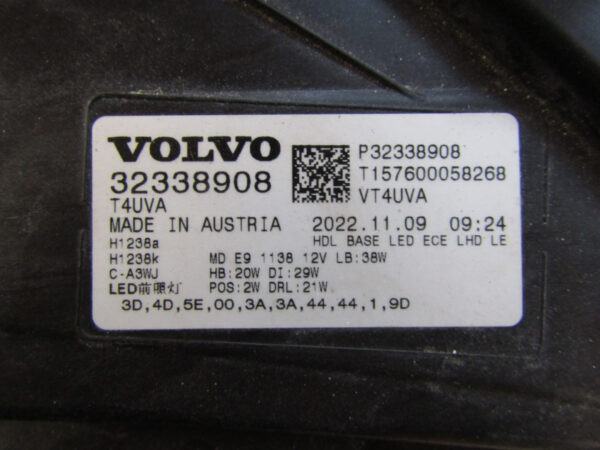 VOLVO
32338908
T4UVA
MADE IN AUSTRIA
P32338908
T157600058268
VT4UVA
2022.11.09 09:24
HDL BASE LED ECE LHD LE
H1238a
H1238k MD E9 1138 12V LB:38W
C-A3WJ HB:20W DI:29W
LED前照灯 POS:2W DRL:21W
3D,4D,5E,00,3A,3A,44,44,1,9D